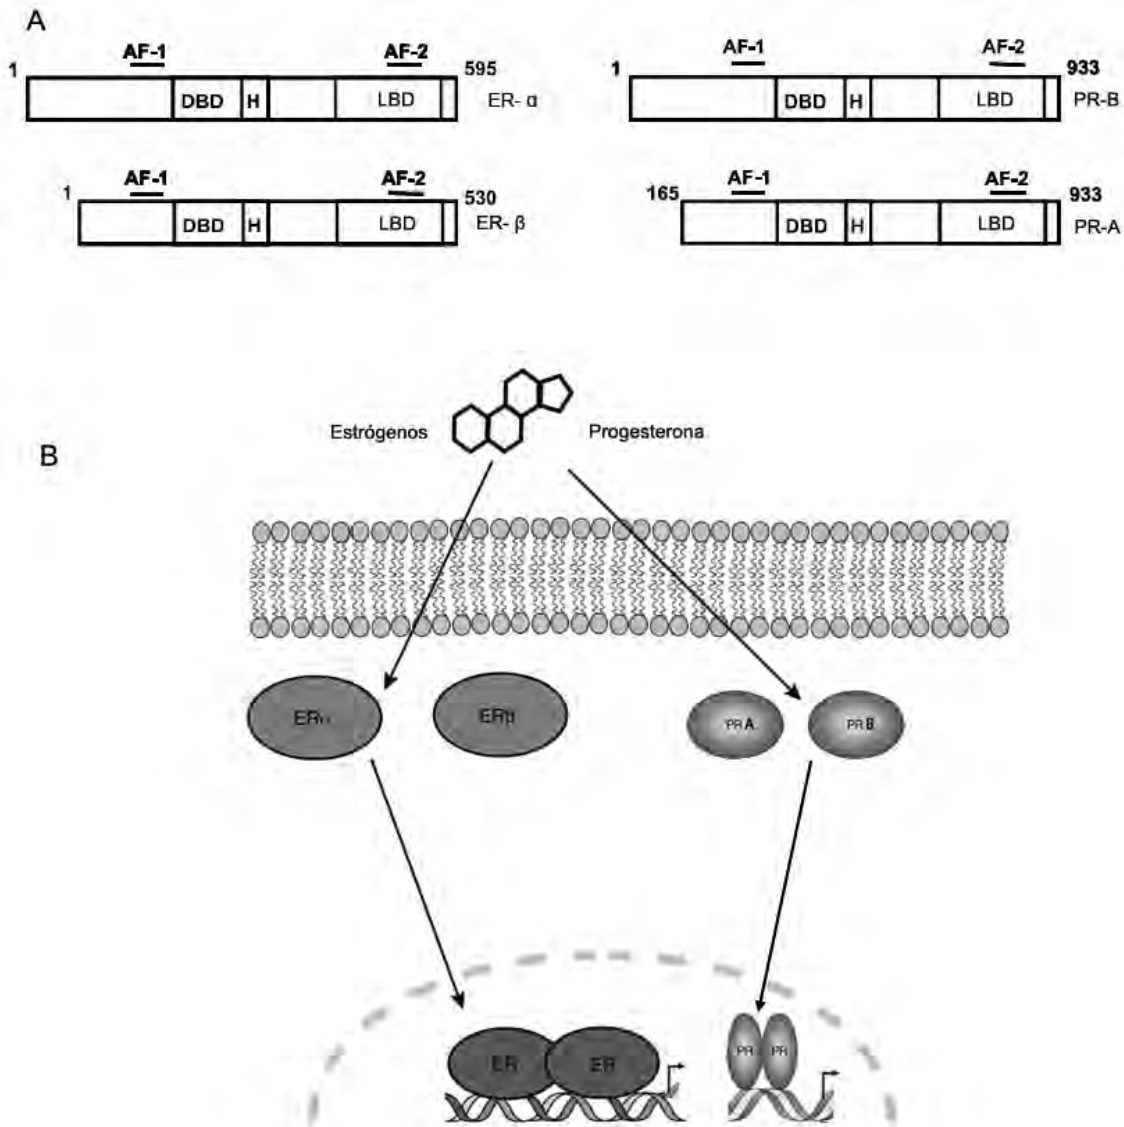 A
AF-1 AF-2
1 595
DBD H LBD ER- α
AF-1 AF-2
1 933
DBD H LBD PR-B
AF-1 AF-2
1 530
DBD H LBD ER- β
AF-1 AF-2
165 933
DBD H LBD PR-A
B
Estrógenos Progesterona
ERα ERβ PR A PR B
ER ER PR PR